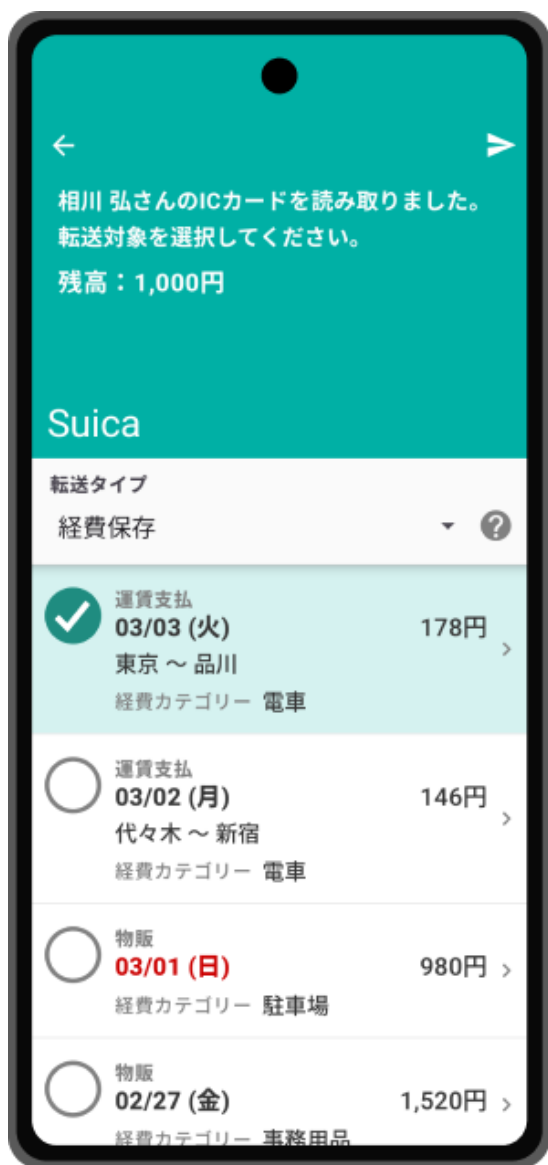 相川 弘さんのICカードを読み取りました。
転送対象を選択してください。
残高：1,000円
Suica
転送タイプ
経費保存
運賃支払
03/03 (火) 178円
東京 ～ 品川
経費カテゴリー 電車
運賃支払
03/02 (月) 146円
代々木 ～ 新宿
経費カテゴリー 電車
物販
03/01 (日) 980円
経費カテゴリー 駐車場
物販
02/27 (金) 1,520円
経費カテゴリー 事務用品